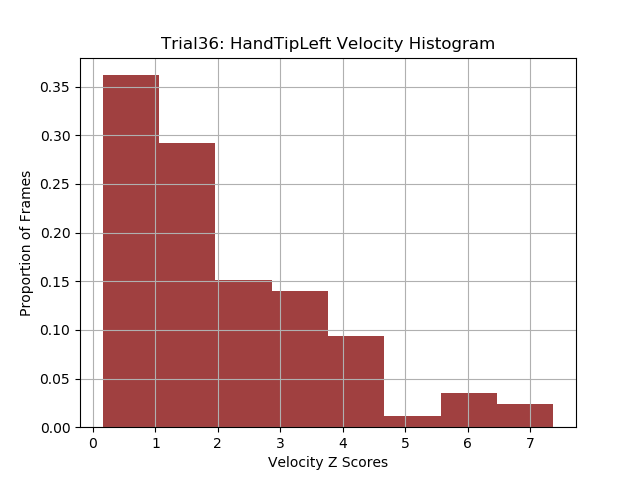 Trial36: HandTipLeft Velocity Histogram
0.35
0.30
0.25
0.20
0.15
0.10
0.05
0.00
Proportion of Frames
0 1 2 3 4 5 6 7
Velocity Z Scores